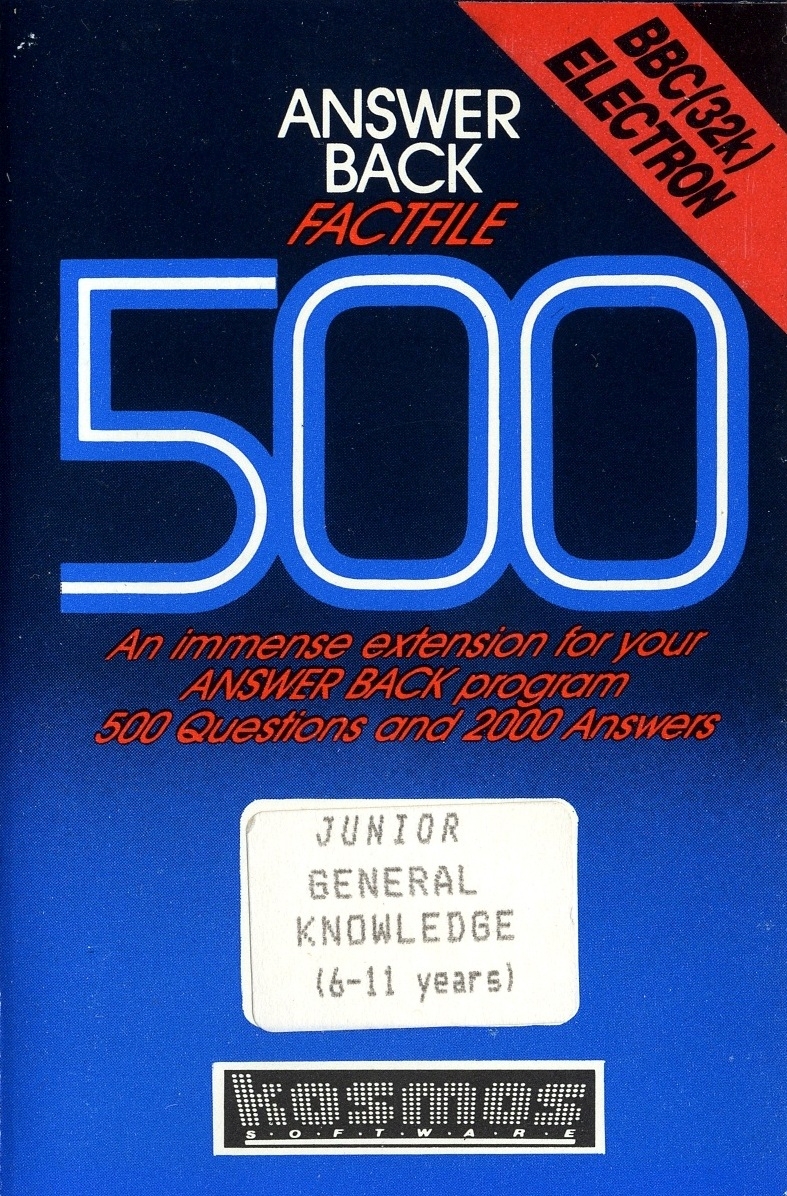 BBC(32k)
ELECTRON
ANSWER
BACK
FACTFILE
500
An immense extension for your
ANSWER BACK program
500 Questions and 2000 Answers
JUNIOR
GENERAL
KNOWLEDGE
(6-11 years)
kosmos
S·O·F·T·W·A·R·E